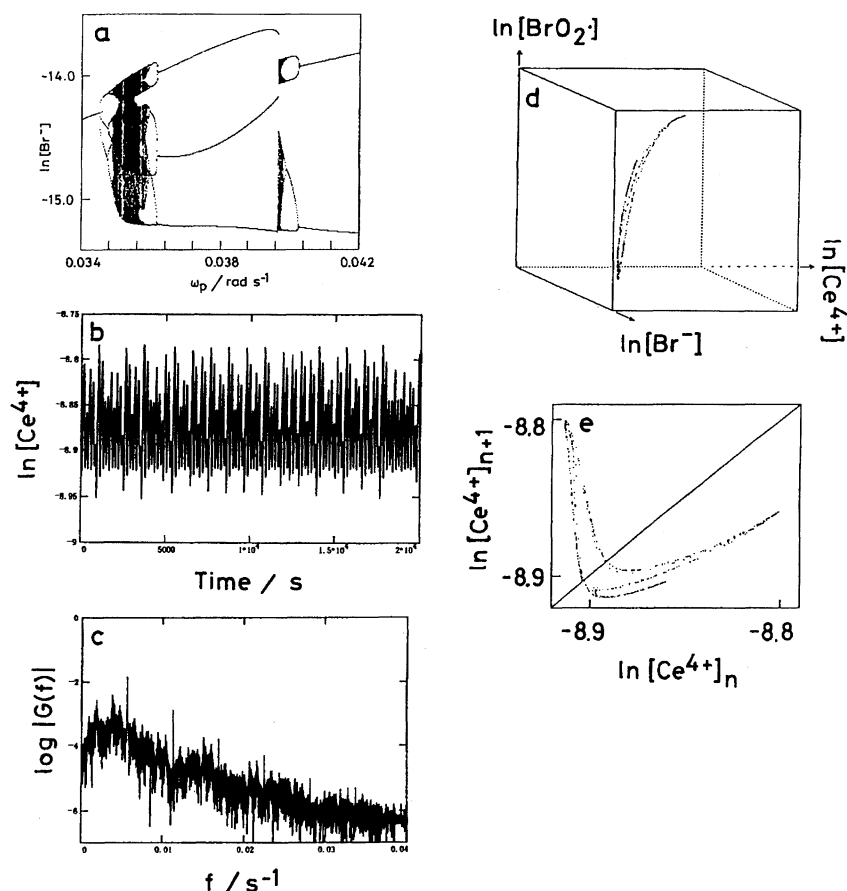 a
ln [Br⁻]
-14.0
-15.0
0.034
0.038
0.042
ωp / rad s⁻¹
b
ln [Ce⁴⁺]
-8.75
-8.8
-8.85
-8.9
-8.95
-9
0
5000
1*10⁴
1.5*10⁴
2*10⁴
Time / s
c
log |G(f)|
0
-2
-4
-6
0
0.01
0.02
0.03
0.04
f / s⁻¹
ln [BrO₂·]
d
ln [Ce⁴⁺]
ln [Br⁻]
e
ln [Ce⁴⁺]n+1
-8.8
-8.9
-8.9
-8.8
ln [Ce⁴⁺]n